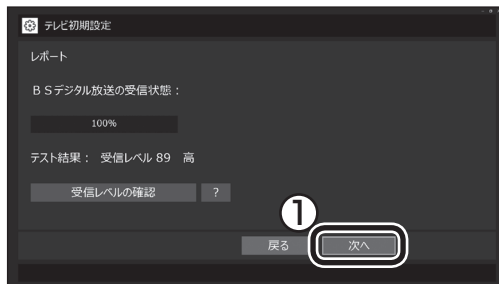 テレビ初期設定
レポート
ＢＳデジタル放送の受信状態：
100%
テスト結果： 受信レベル 89　高
受信レベルの確認　?
①
戻る　次へ